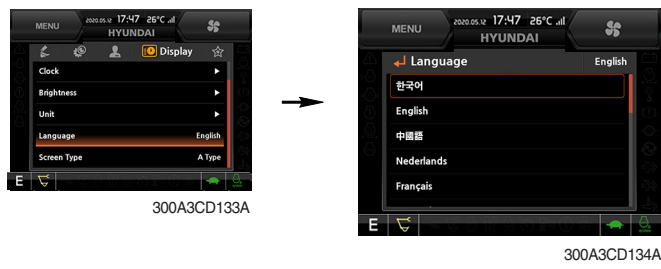 MENU
2020.05.12 17:47 26°C
HYUNDAI
Display
Clock
Brightness
Unit
Language English
Screen Type A Type
E
300A3CD133A
MENU
2020.05.12 17:47 26°C
HYUNDAI
Language English
한국어
English
中國語
Nederlands
Français
E
300A3CD134A